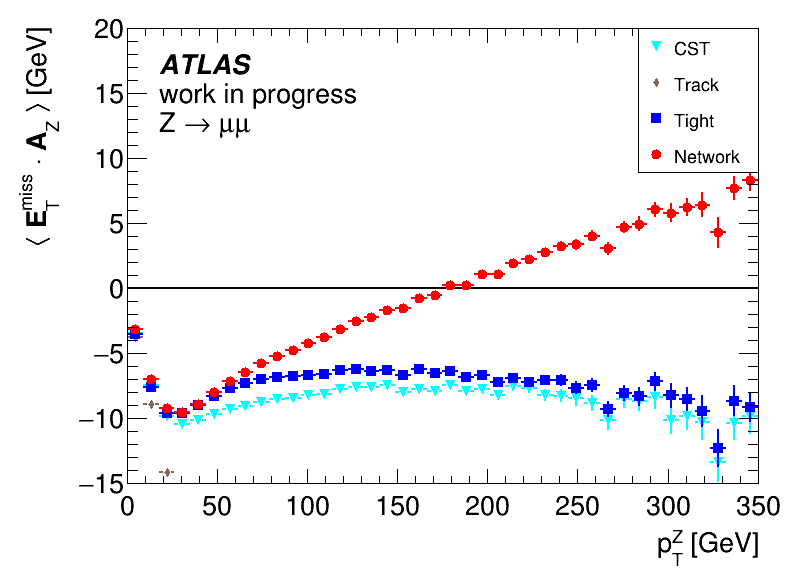 ⟨ E_T^miss · A_Z ⟩ [GeV]
20
15
10
5
0
−5
−10
−15
ATLAS
work in progress
Z → μμ
CST
Track
Tight
Network
0 50 100 150 200 250 300 350
p_T^Z [GeV]